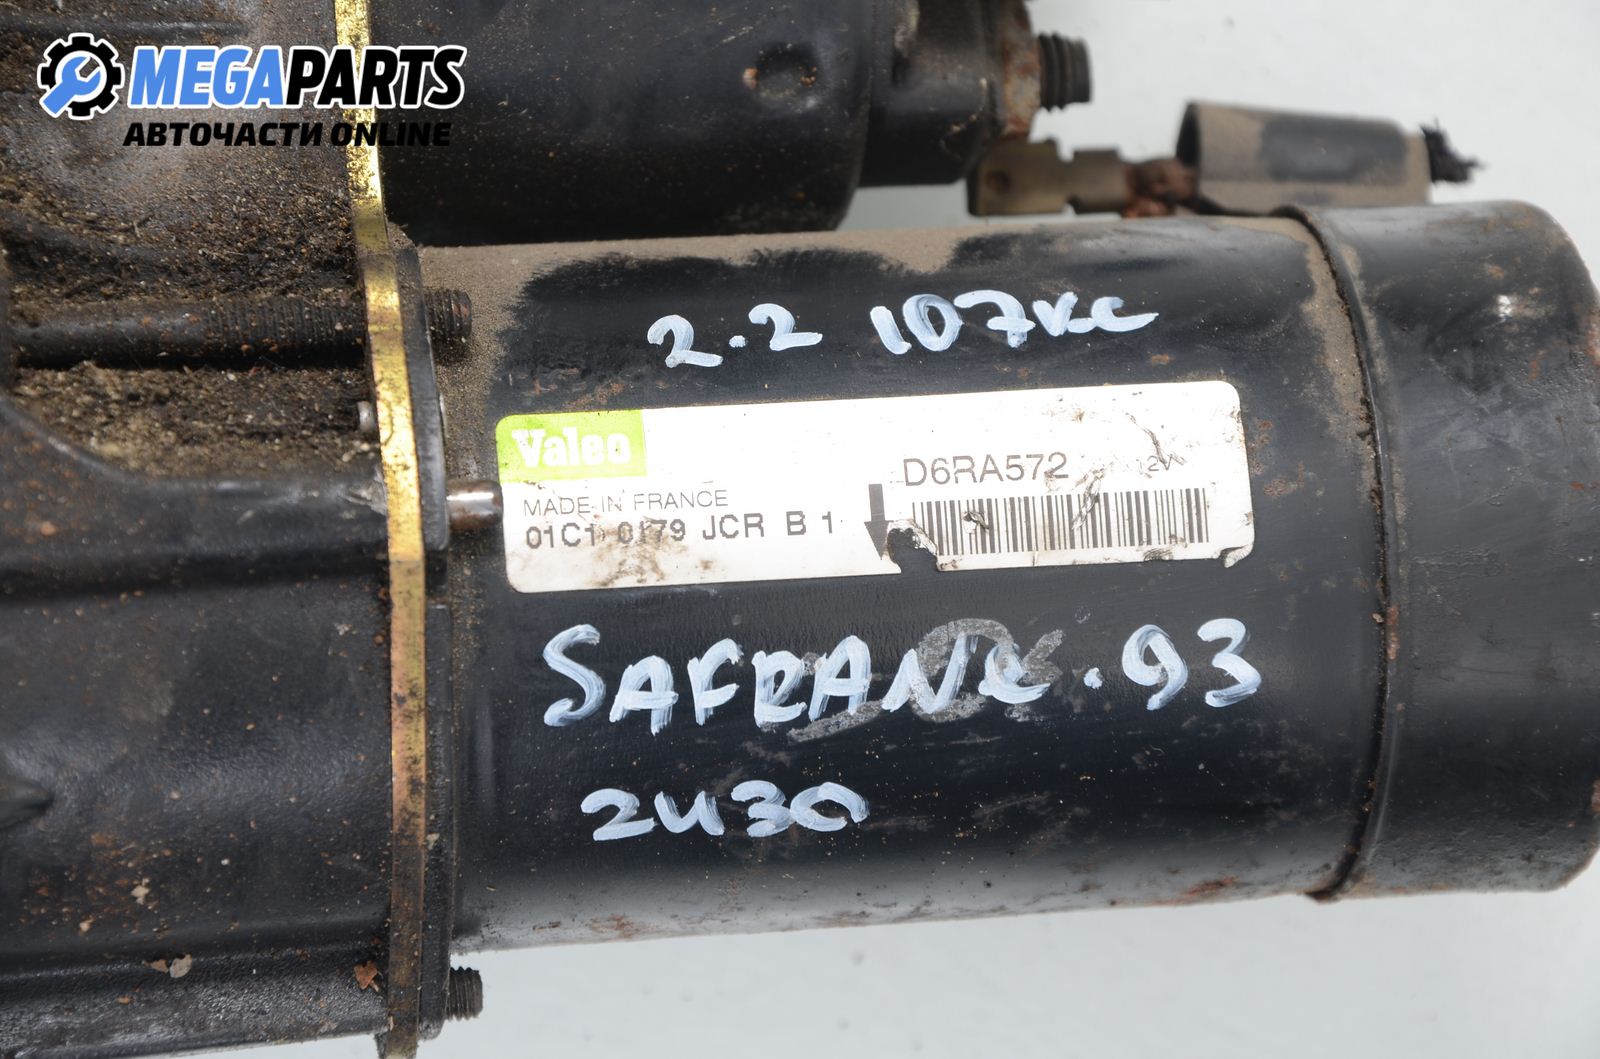 MEGAPARTS
АВТОЧАСТИ ONLINE
2.2 107кс
Valeo
D6RA572 12V
MADE IN FRANCE
01C1 0179 JCR B 1
SAFRANE.93
2430